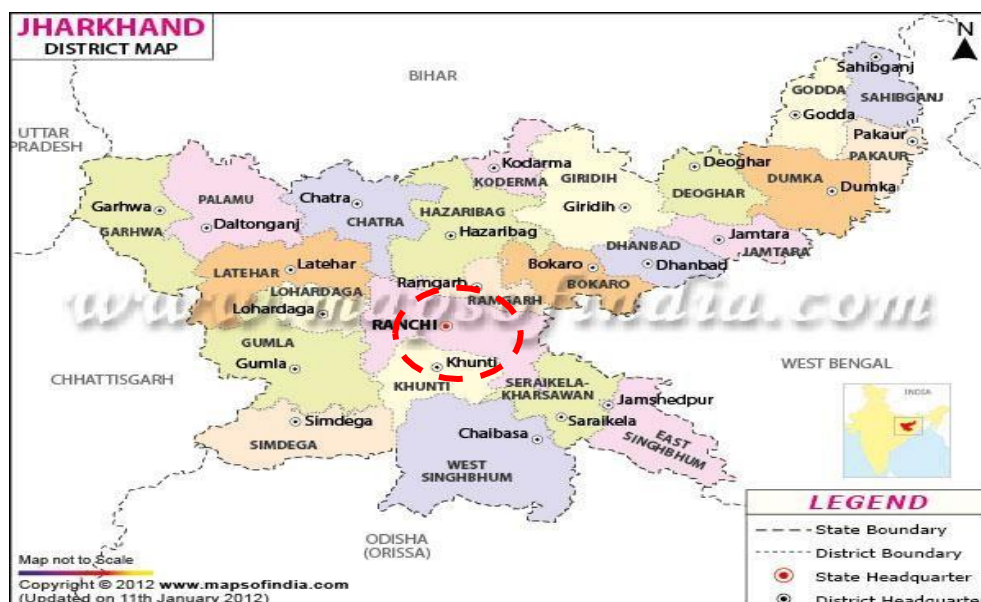 JHARKHAND
DISTRICT MAP
N
BIHAR
UTTAR
PRADESH
Sahibganj
GODDA
SAHIBGANJ
Godda
Pakaur
PAKAUR
Kodarma
KODERMA
GIRIDIH
Deoghar
DEOGHAR
DUMKA
Dumka
PALAMU
Chatra
CHATRA
HAZARIBAG
Hazaribag
Giridih
Garhwa
GARHWA
Daltonganj
DHANBAD
Dhanbad
Jamtara
JAMTARA
LATEHAR
Latehar
Bokaro
BOKARO
Ramgarh
RAMGARH
LOHARDAGA
Lohardaga
www.mapsofindia.com
RANCHI
GUMLA
Gumla
Khunti
KHUNTI
CHHATTISGARH
WEST BENGAL
SERAIKELA-
KHARSAWAN
Jamshedpur
Saraikela
EAST
SINGHBHUM
INDIA
Simdega
SIMDEGA
Chaibasa
WEST
SINGHBHUM
ODISHA
(ORISSA)
LEGEND
State Boundary
District Boundary
State Headquarter
District Headquarter
Map not to Scale
Copyright © 2012 www.mapsofindia.com
(Updated on 11th January 2012)